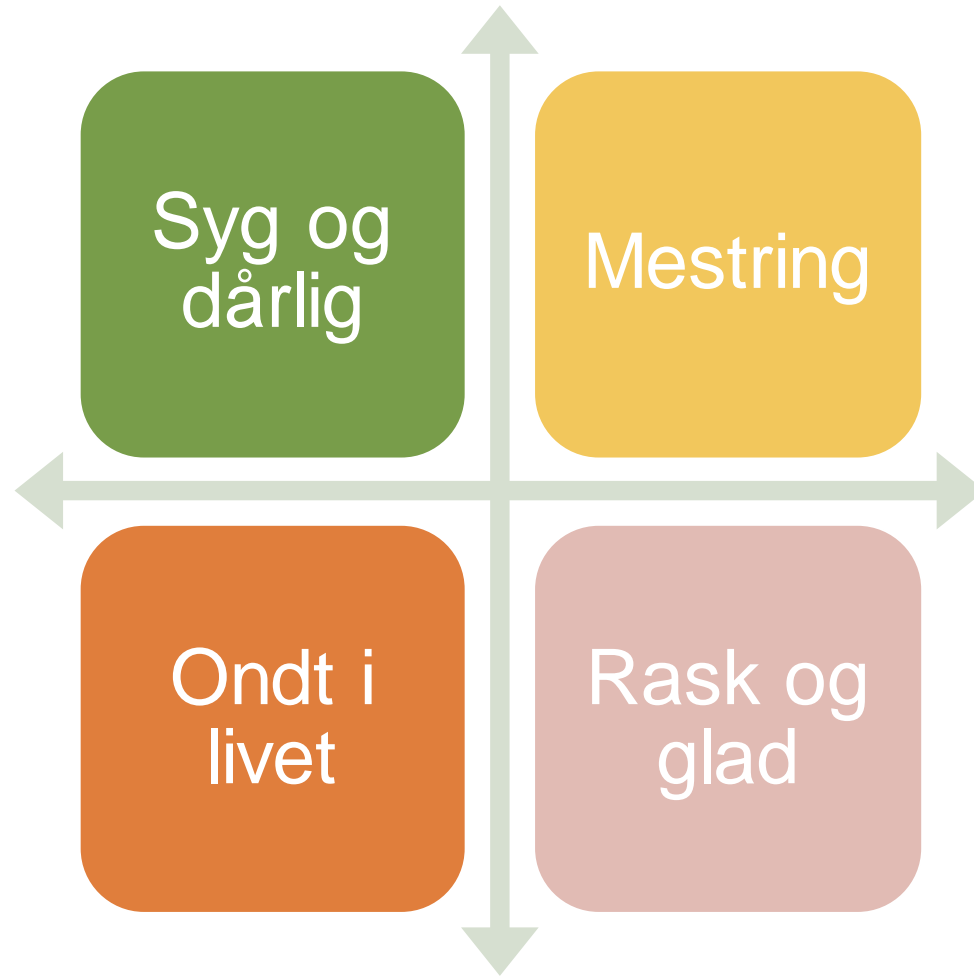 Syg og
dårlig
Mestring
Ondt i
livet
Rask og
glad